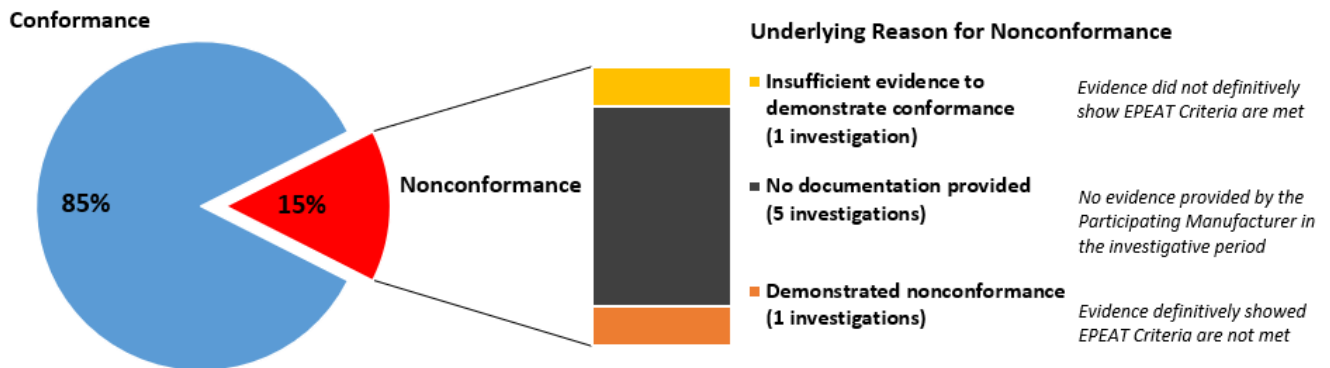 Conformance
85%
15%
Nonconformance
Underlying Reason for Nonconformance
Insufficient evidence to
demonstrate conformance
(1 investigation)
Evidence did not definitively
show EPEAT Criteria are met
No documentation provided
(5 investigations)
No evidence provided by the
Participating Manufacturer in
the investigative period
Demonstrated nonconformance
(1 investigations)
Evidence definitively showed
EPEAT Criteria are not met